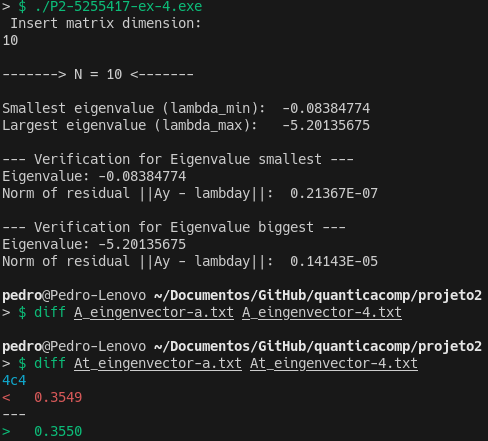 > $ ./P2-5255417-ex-4.exe
Insert matrix dimension:
10
-------> N = 10 <-------
Smallest eigenvalue (lambda_min):  -0.08384774
Largest eigenvalue (lambda_max):   -5.20135675
--- Verification for Eigenvalue smallest ---
Eigenvalue: -0.08384774
Norm of residual ||Ay - lambday||:  0.21367E-07
--- Verification for Eigenvalue biggest ---
Eigenvalue: -5.20135675
Norm of residual ||Ay - lambday||:  0.14143E-05
pedro@Pedro-Lenovo ~/Documentos/GitHub/quanticacomp/projeto2
> $ diff A_eingenvector-a.txt A_eingenvector-4.txt
pedro@Pedro-Lenovo ~/Documentos/GitHub/quanticacomp/projeto2
> $ diff At_eingenvector-a.txt At_eingenvector-4.txt
4c4
<   0.3549
---
>   0.3550